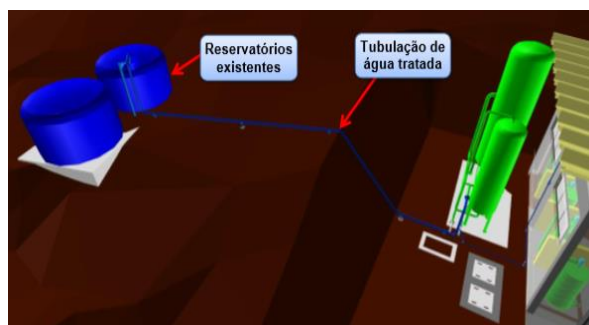 Reservatórios
existentes
Tubulação de
água tratada